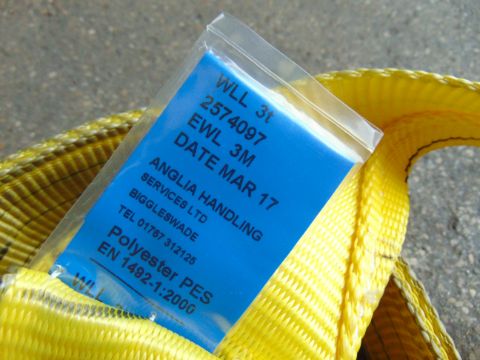 WLL 3t
2574097
EWL 3M
DATE MAR 17
ANGLIA HANDLING
SERVICES LTD
BIGGLESWADE
TEL 01767 312125
Polyester PES
EN 1492-1:2000
WLL